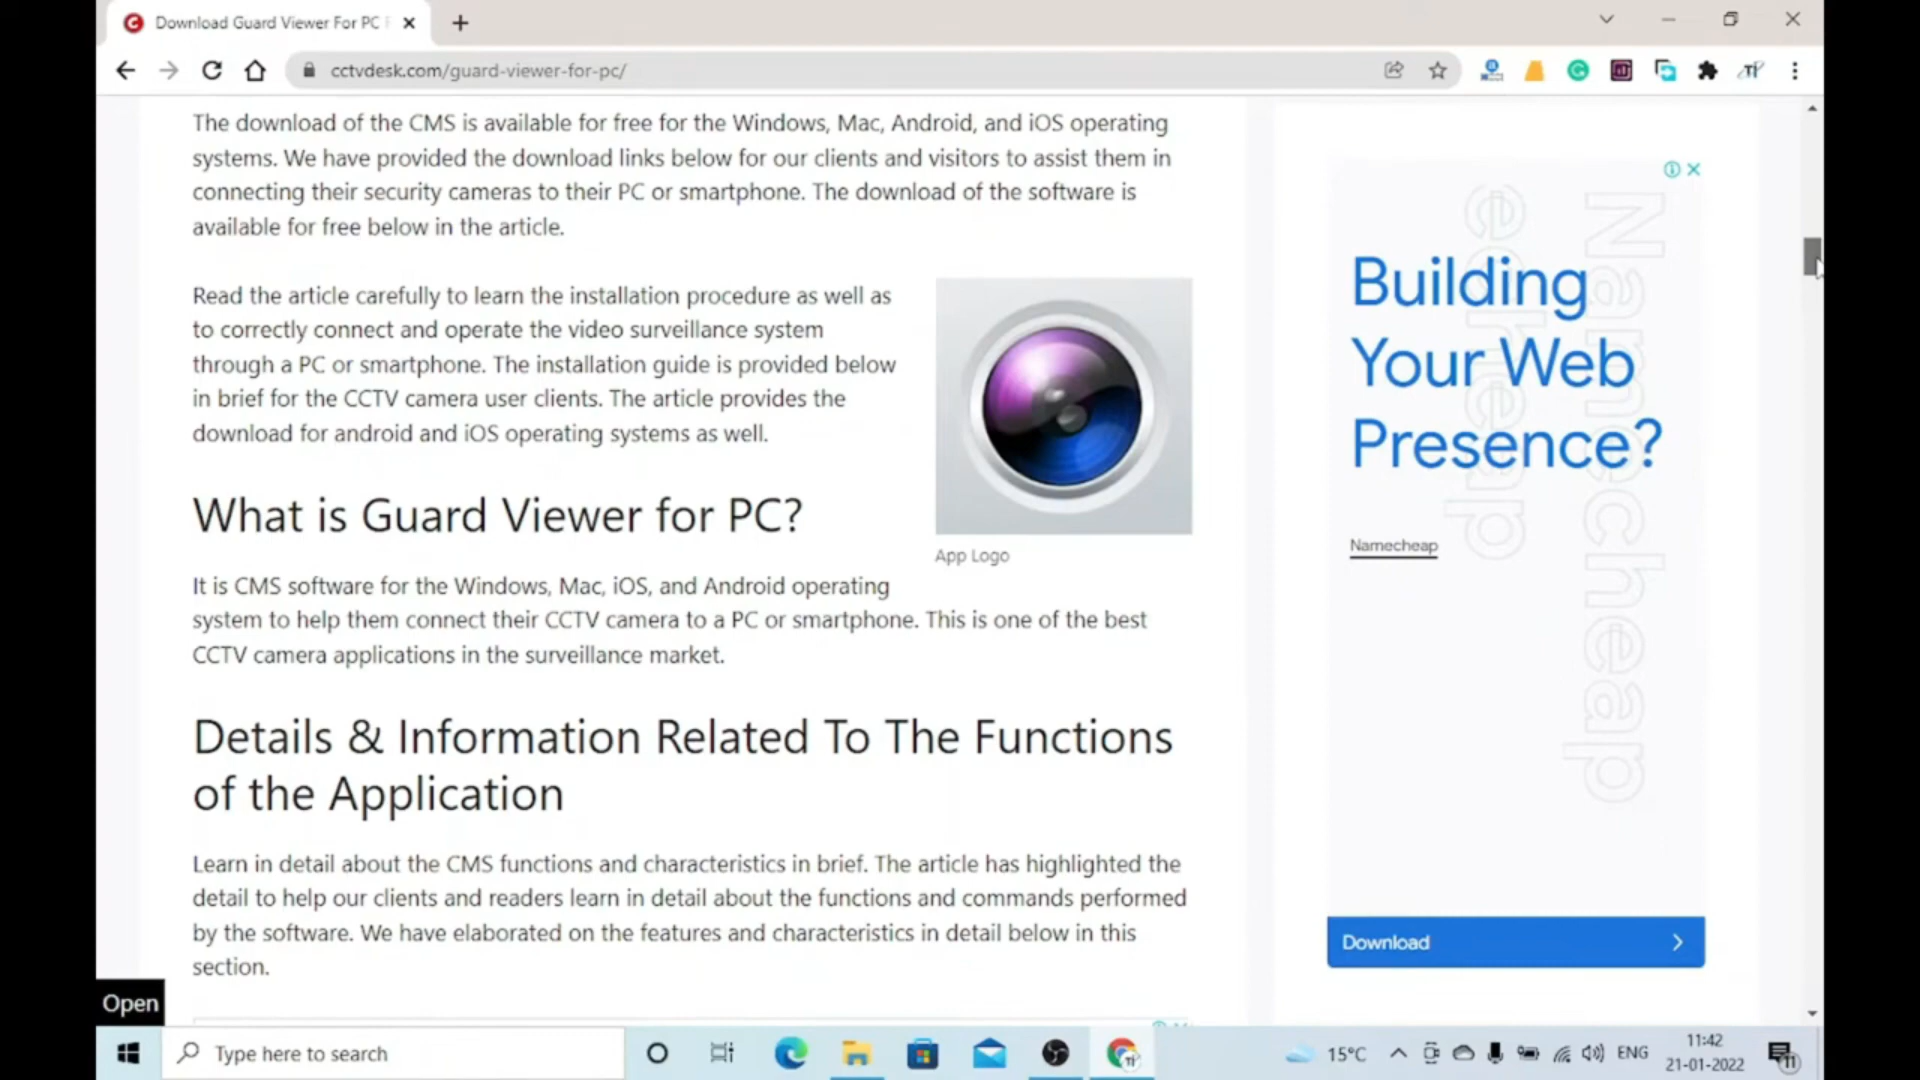 Download Guard Viewer For PC
cctvdesk.com/guard-viewer-for-pc/
The download of the CMS is available for free for the Windows, Mac, Android, and iOS operating
systems. We have provided the download links below for our clients and visitors to assist them in
connecting their security cameras to their PC or smartphone. The download of the software is
available for free below in the article.
Read the article carefully to learn the installation procedure as well as
to correctly connect and operate the video surveillance system
through a PC or smartphone. The installation guide is provided below
in brief for the CCTV camera user clients. The article provides the
download for android and iOS operating systems as well.
App Logo
What is Guard Viewer for PC?
It is CMS software for the Windows, Mac, iOS, and Android operating
system to help them connect their CCTV camera to a PC or smartphone. This is one of the best
CCTV camera applications in the surveillance market.
Details & Information Related To The Functions
of the Application
Learn in detail about the CMS functions and characteristics in brief. The article has highlighted the
detail to help our clients and readers learn in detail about the functions and commands performed
by the software. We have elaborated on the features and characteristics in detail below in this
section.
Namecheap
Building
Your Web
Presence?
Namecheap
Download
Open
Type here to search
15°C
ENG
11:42
21-01-2022
11